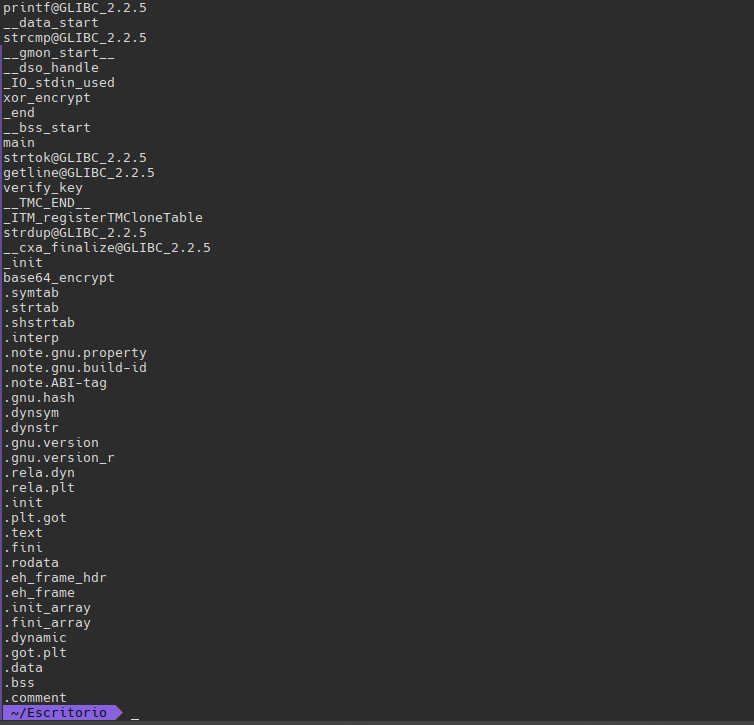 printf@GLIBC_2.2.5
__data_start
strcmp@GLIBC_2.2.5
__gmon_start__
__dso_handle
_IO_stdin_used
xor_encrypt
_end
__bss_start
main
strtok@GLIBC_2.2.5
getline@GLIBC_2.2.5
verify_key
__TMC_END__
_ITM_registerTMCloneTable
strdup@GLIBC_2.2.5
__cxa_finalize@GLIBC_2.2.5
_init
base64_encrypt
.symtab
.strtab
.shstrtab
.interp
.note.gnu.property
.note.gnu.build-id
.note.ABI-tag
.gnu.hash
.dynsym
.dynstr
.gnu.version
.gnu.version_r
.rela.dyn
.rela.plt
.init
.plt.got
.text
.fini
.rodata
.eh_frame_hdr
.eh_frame
.init_array
.fini_array
.dynamic
.got.plt
.data
.bss
.comment
~/Escritorio _